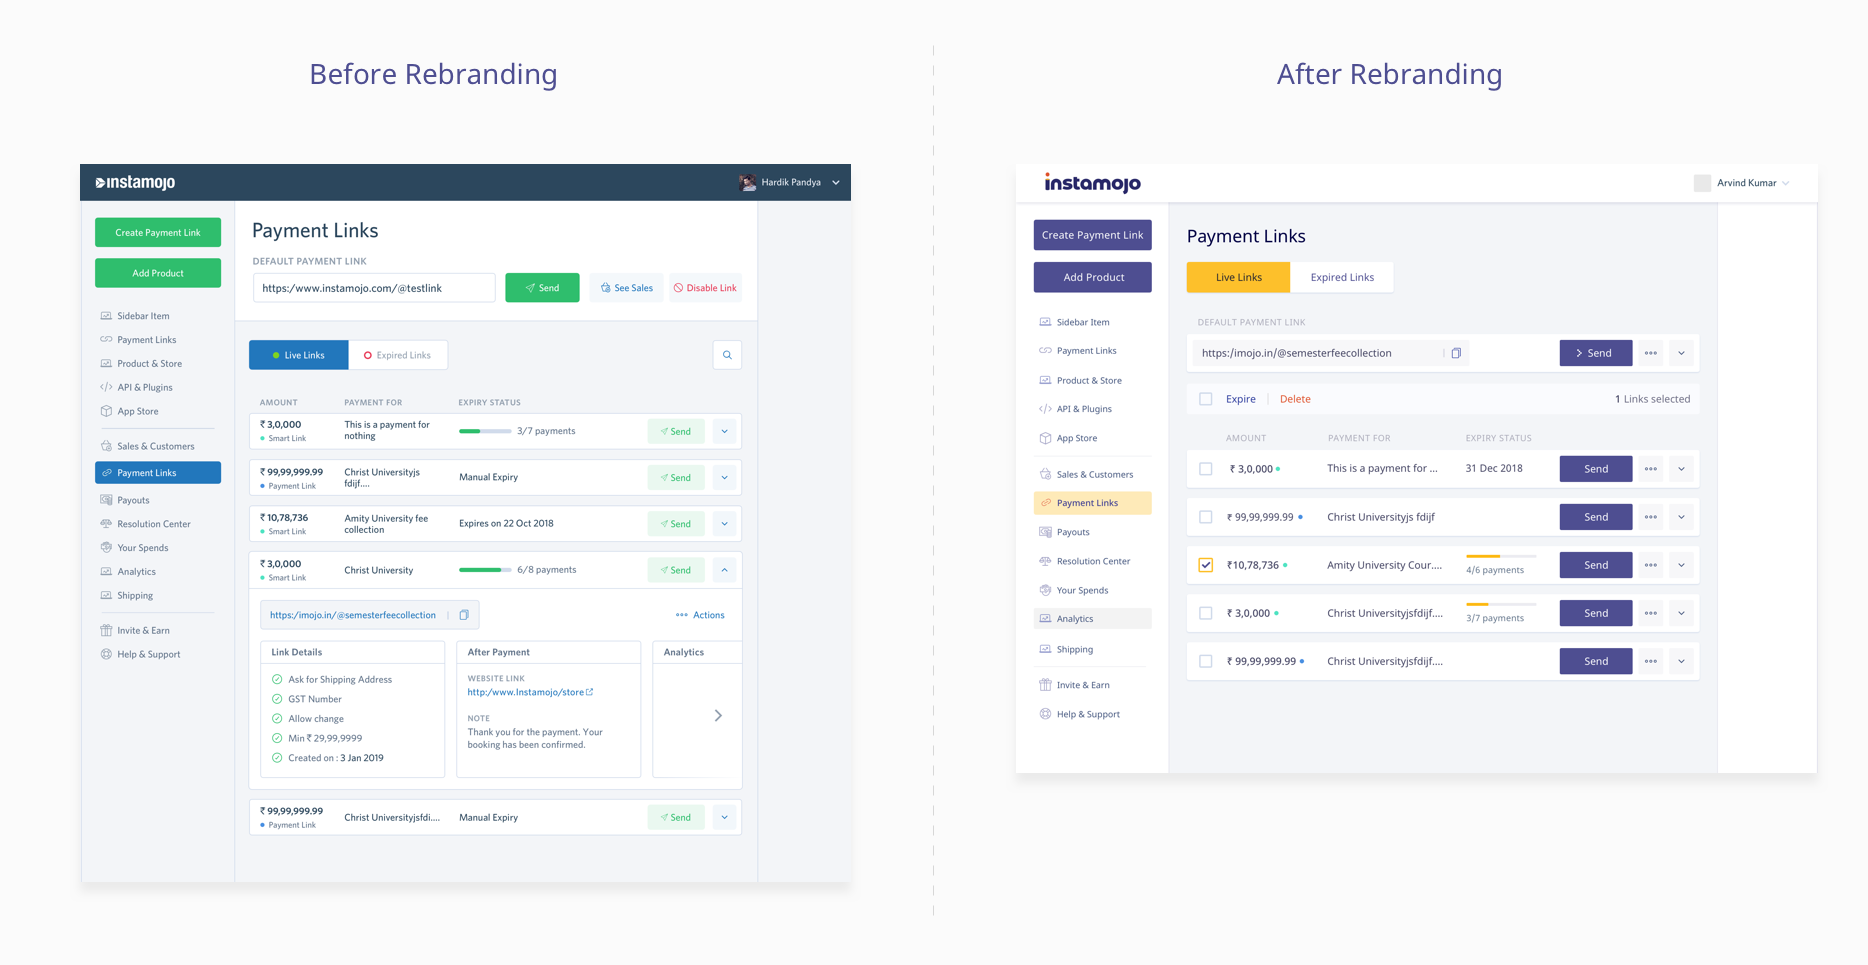 Before Rebranding
instamojo
Hardik Pandya
Create Payment Link
Add Product
Sidebar Item
Payment Links
Product & Store
API & Plugins
App Store
Sales & Customers
Payment Links
Payouts
Resolution Center
Your Spends
Analytics
Shipping
Invite & Earn
Help & Support
Payment Links
DEFAULT PAYMENT LINK
https:/www.instamojo.com/@testlink
Send
See Sales
Disable Link
Live Links
Expired Links
AMOUNT PAYMENT FOR EXPIRY STATUS
₹ 3,0,000
Smart Link
This is a payment for
nothing
3/7 payments
Send
₹ 99,99,999.99
Payment Link
Christ Universityjs
fdijf....
Manual Expiry
Send
₹ 10,78,736
Smart Link
Amity University fee
collection
Expires on 22 Oct 2018
Send
₹ 3,0,000
Smart Link
Christ University
6/8 payments
Send
https:/imojo.in/@semesterfeecollection
Actions
Link Details
Ask for Shipping Address
GST Number
Allow change
Min ₹ 29,99,9999
Created on : 3 Jan 2019
After Payment
WEBSITE LINK
http:/www.Instamojo/store
NOTE
Thank you for the payment. Your
booking has been confirmed.
Analytics
₹ 99,99,999.99
Payment Link
Christ Universityjsfdi....
Manual Expiry
Send
After Rebranding
instamojo
Arvind Kumar
Create Payment Link
Add Product
Sidebar Item
Payment Links
Product & Store
API & Plugins
App Store
Sales & Customers
Payment Links
Payouts
Resolution Center
Your Spends
Analytics
Shipping
Invite & Earn
Help & Support
Payment Links
Live Links
Expired Links
DEFAULT PAYMENT LINK
https:/imojo.in/@semesterfeecollection
Send
Expire
Delete
1 Links selected
AMOUNT PAYMENT FOR EXPIRY STATUS
₹ 3,0,000
This is a payment for ...
31 Dec 2018
Send
₹ 99,99,999.99
Christ Universityjs fdijf
Send
₹10,78,736
Amity University Cour....
4/6 payments
Send
₹ 3,0,000
Christ Universityjsfdijf....
3/7 payments
Send
₹ 99,99,999.99
Christ Universityjsfdijf....
Send